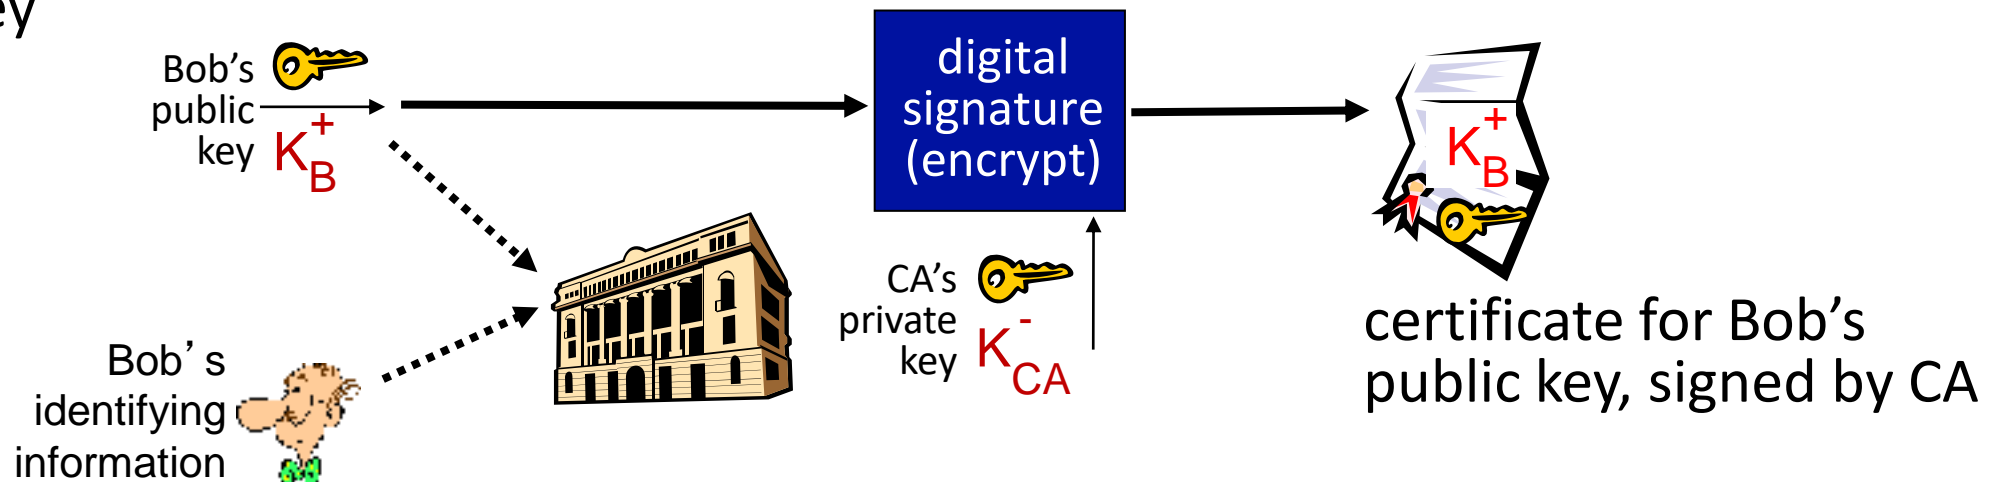 ey
Bob's
public
key
K+B
digital
signature
(encrypt)
K+B
CA's
private
key
K-CA
certificate for Bob's
public key, signed by CA
Bob's
identifying
information